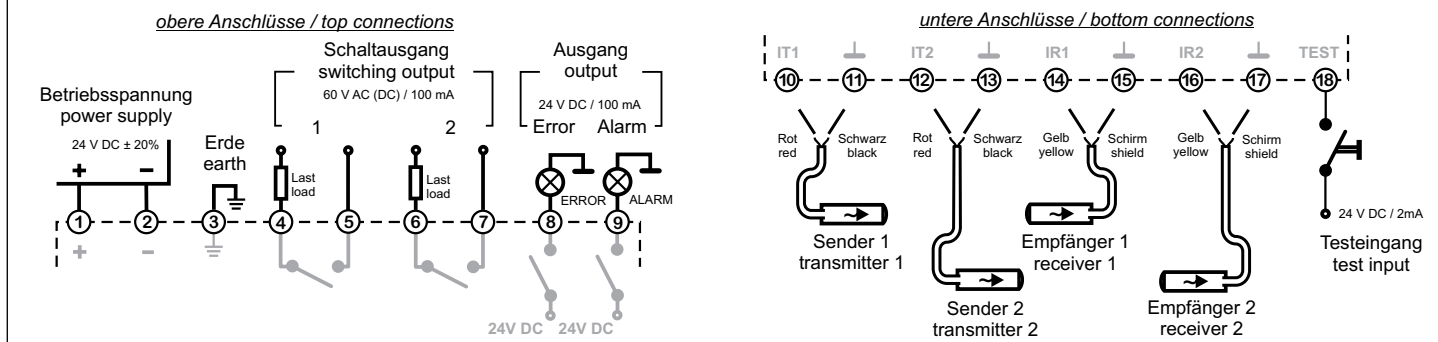 obere Anschlüsse / top connections
Schaltausgang
switching output
60 V AC (DC) / 100 mA
Ausgang
output
24 V DC / 100 mA
Betriebsspannung
power supply
24 V DC ± 20%
+ −
Erde
earth
1
2
Error Alarm
Last
load
Last
load
ERROR
ALARM
1 2 3 4 5 6 7 8 9
+ −
24V DC 24V DC
untere Anschlüsse / bottom connections
IT1 IT2 IR1 IR2 TEST
10 11 12 13 14 15 16 17 18
Rot
red
Schwarz
black
Rot
red
Schwarz
black
Gelb
yellow
Schirm
shield
Gelb
yellow
Schirm
shield
24 V DC / 2mA
Sender 1
transmitter 1
Empfänger 1
receiver 1
Testeingang
test input
Sender 2
transmitter 2
Empfänger 2
receiver 2